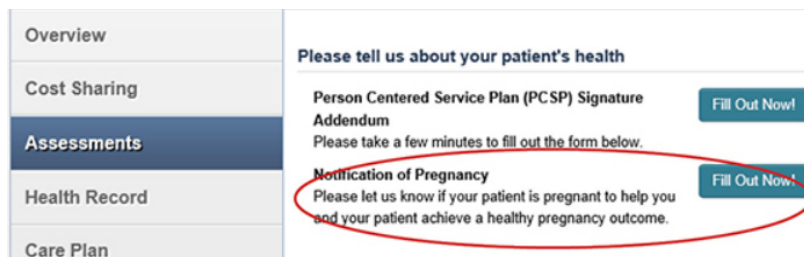 Overview
Cost Sharing
Assessments
Health Record
Care Plan
Please tell us about your patient's health
Person Centered Service Plan (PCSP) Signature
Addendum
Please take a few minutes to fill out the form below.
Fill Out Now!
Notification of Pregnancy
Please let us know if your patient is pregnant to help you
and your patient achieve a healthy pregnancy outcome.
Fill Out Now!